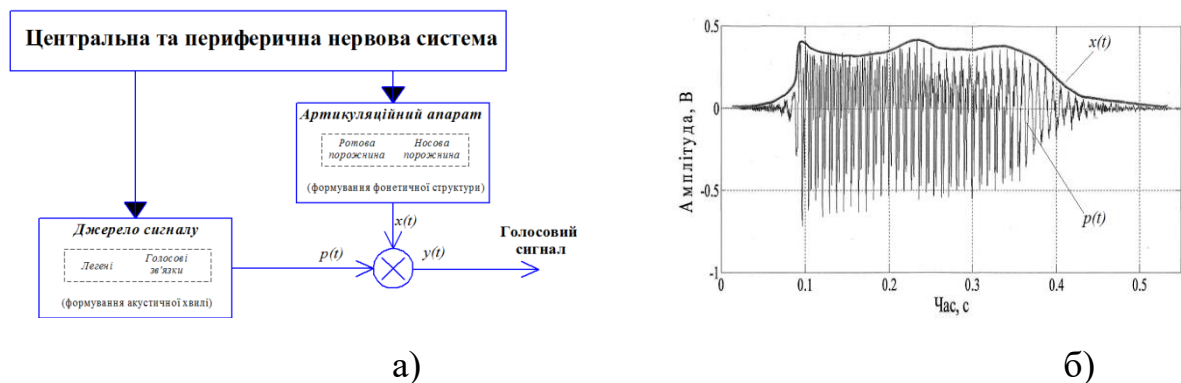 Центральна та периферична нервова система
Артикуляційний апарат
Ротова порожнина
Носова порожнина
(формування фонетичної структури)
Джерело сигналу
Легені
Голосові зв'язки
(формування акустичної хвилі)
x(t)
p(t)
y(t)
Голосовий
сигнал
а)
Амплітуда, В
0.5
0
-0.5
-1
x(t)
p(t)
0
0.1
0.2
0.3
0.4
0.5
Час, с
б)